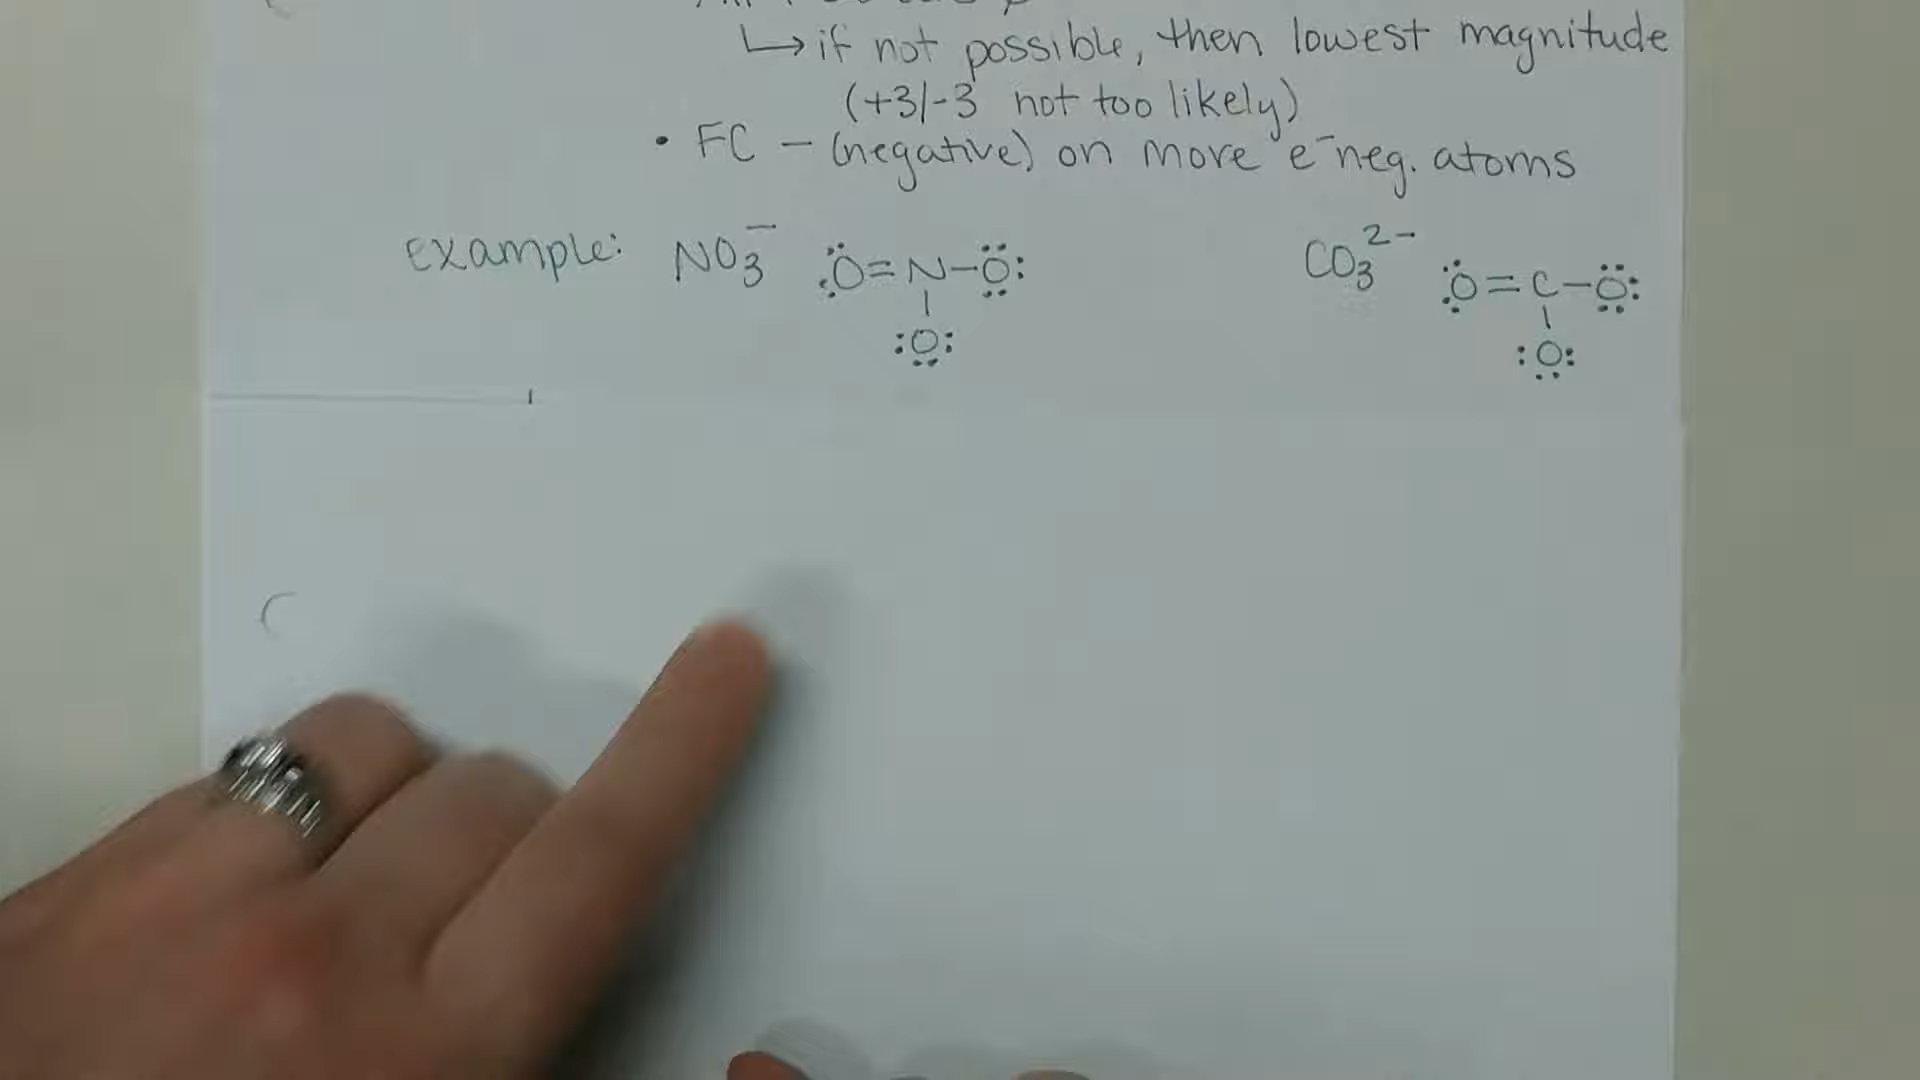 ↳ if not possible, then lowest magnitude
(+3/-3 not too likely)
• FC – (negative) on more e⁻neg. atoms
example: NO₃⁻ Ö=N–Ö: CO₃²⁻ Ö=C–Ö:
:O: :O: